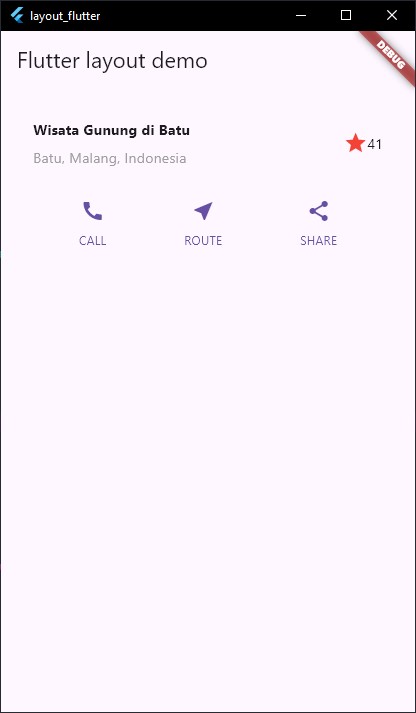 layout_flutter
Flutter layout demo
DEBUG
Wisata Gunung di Batu
Batu, Malang, Indonesia
41
CALL ROUTE SHARE